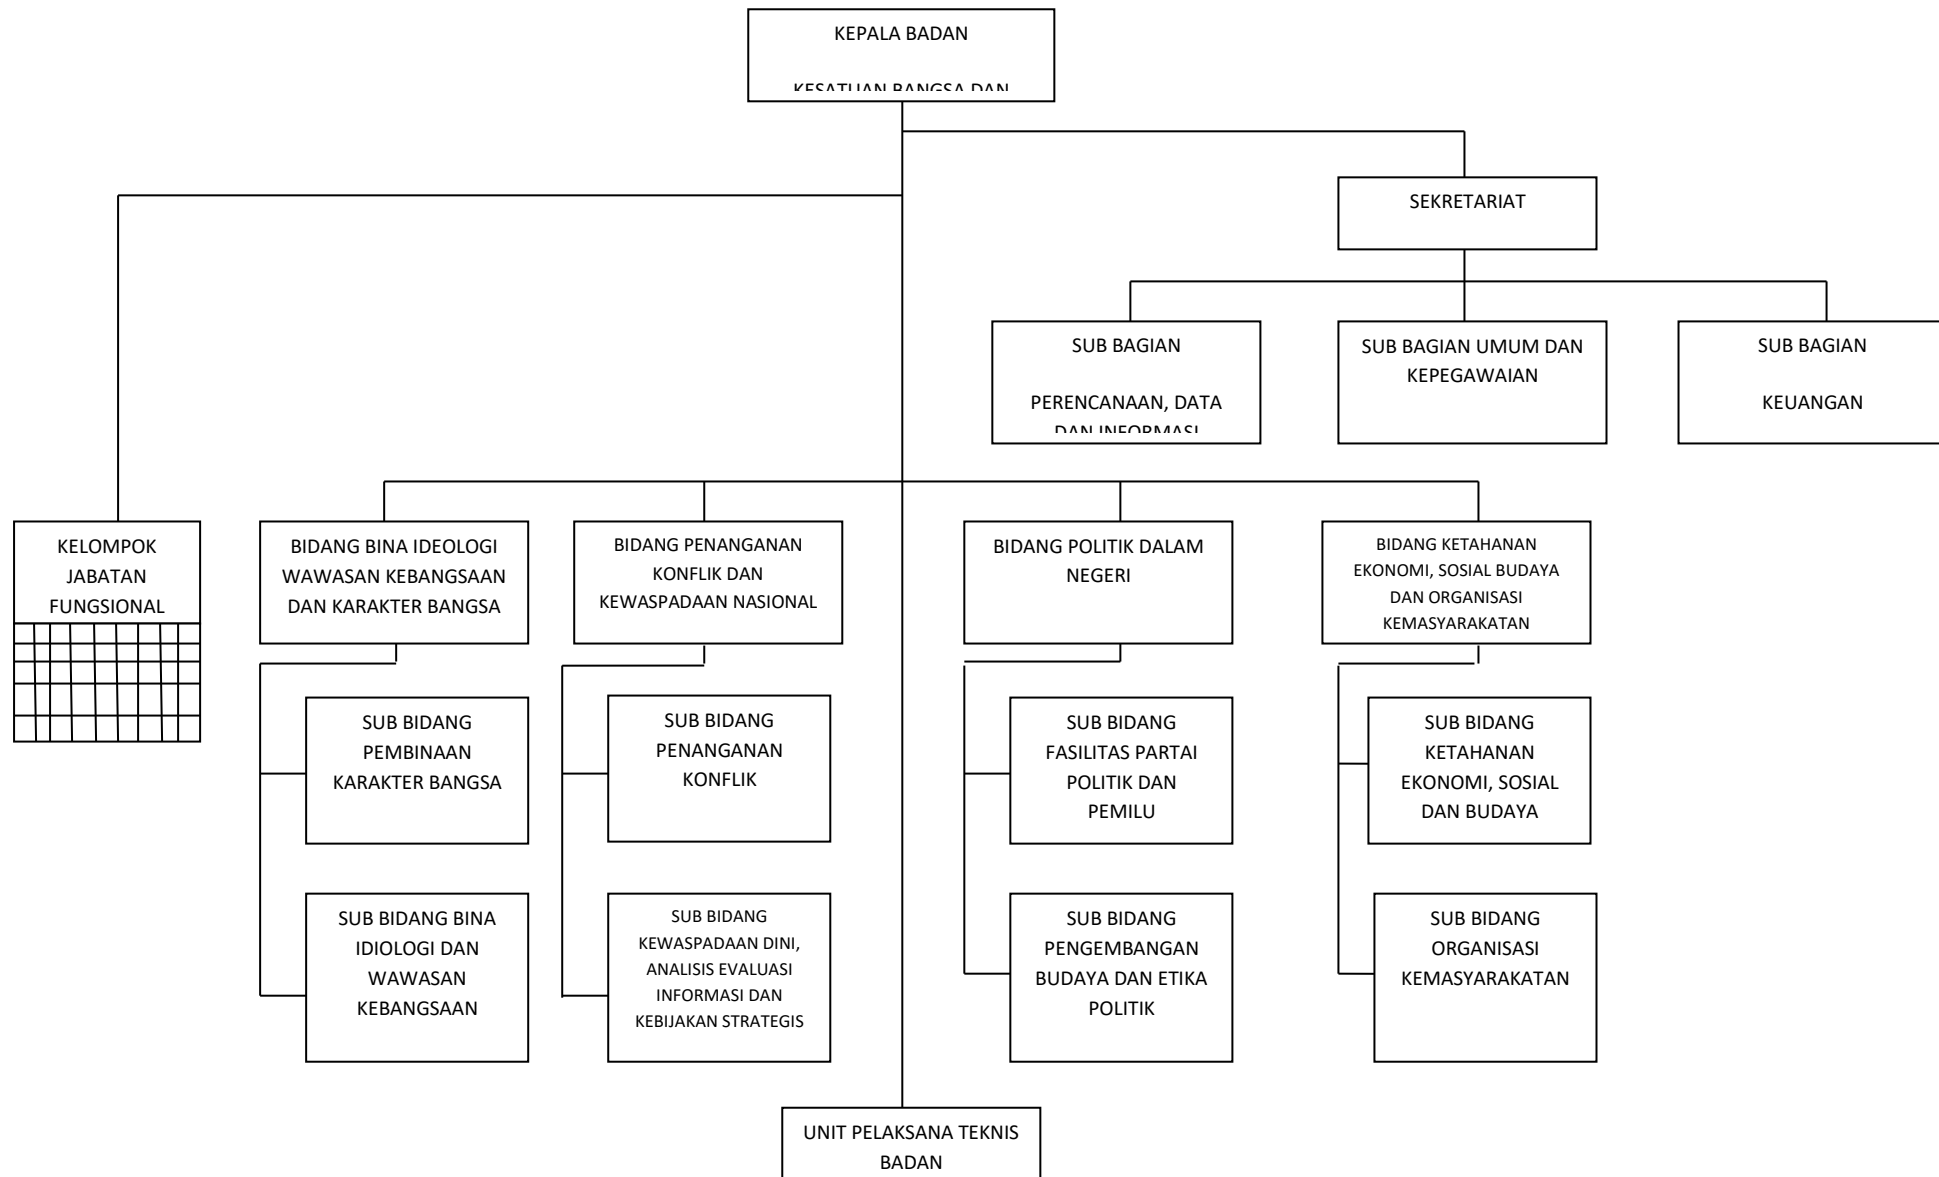 KEPALA BADAN
KESATUAN BANGSA DAN
SEKRETARIAT
SUB BAGIAN
PERENCANAAN, DATA
DAN INFORMASI
SUB BAGIAN UMUM DAN
KEPEGAWAIAN
SUB BAGIAN
KEUANGAN
KELOMPOK
JABATAN
FUNGSIONAL
BIDANG BINA IDEOLOGI
WAWASAN KEBANGSAAN
DAN KARAKTER BANGSA
BIDANG PENANGANAN
KONFLIK DAN
KEWASPADAAN NASIONAL
BIDANG POLITIK DALAM
NEGERI
BIDANG KETAHANAN
EKONOMI, SOSIAL BUDAYA
DAN ORGANISASI
KEMASYARAKATAN
SUB BIDANG
PEMBINAAN
KARAKTER BANGSA
SUB BIDANG
PENANGANAN
KONFLIK
SUB BIDANG
FASILITAS PARTAI
POLITIK DAN
PEMILU
SUB BIDANG
KETAHANAN
EKONOMI, SOSIAL
DAN BUDAYA
SUB BIDANG BINA
IDIOLOGI DAN
WAWASAN
KEBANGSAAN
SUB BIDANG
KEWASPADAAN DINI,
ANALISIS EVALUASI
INFORMASI DAN
KEBIJAKAN STRATEGIS
SUB BIDANG
PENGEMBANGAN
BUDAYA DAN ETIKA
POLITIK
SUB BIDANG
ORGANISASI
KEMASYARAKATAN
UNIT PELAKSANA TEKNIS
BADAN